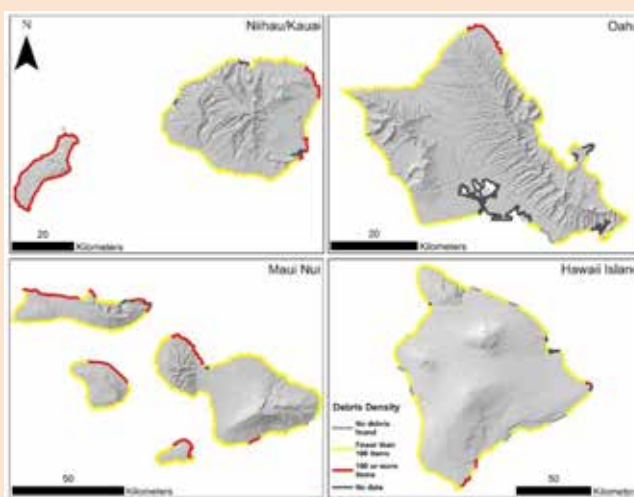 Niihau/Kauai
N
20
Kilometers
Oahu
20
Kilometers
Maui Nui
50
Kilometers
Hawaii Island
Debris Density
No debris
found
Fewer than
100 items
100 or more
items
No data
50
Kilometers